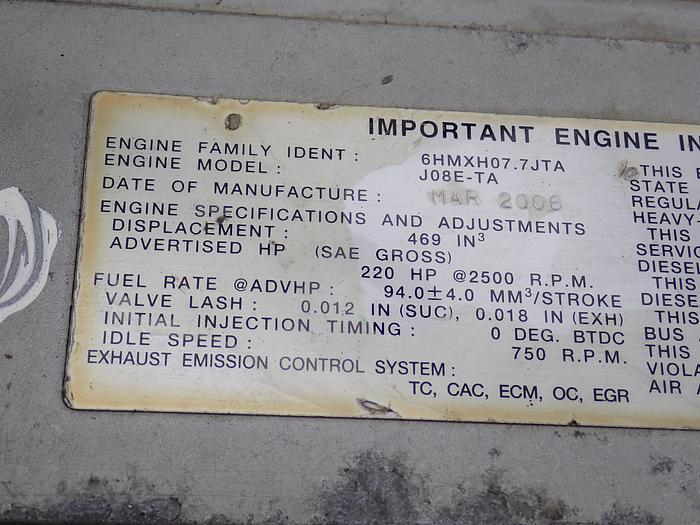 IMPORTANT ENGINE IN
ENGINE FAMILY IDENT : 6HMXH07.7JTA
ENGINE MODEL : J08E-TA
DATE OF MANUFACTURE : MAR 2006
ENGINE SPECIFICATIONS AND ADJUSTMENTS
DISPLACEMENT : 469 IN³
ADVERTISED HP (SAE GROSS)
220 HP @2500 R.P.M.
FUEL RATE @ADVHP : 94.0±4.0 MM³/STROKE
VALVE LASH : 0.012 IN (SUC), 0.018 IN (EXH)
INITIAL INJECTION TIMING : 0 DEG. BTDC
IDLE SPEED : 750 R.P.M.
EXHAUST EMISSION CONTROL SYSTEM :
TC, CAC, ECM, OC, EGR
THIS E
STATE
REGULA
HEAVY-
THIS
SERVIC
DIESEL
THIS
DIESE
THIS
BUS A
THIS
VIOLA
AIR A